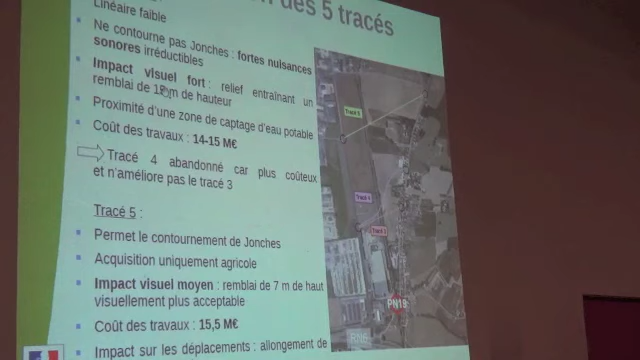 des 5 tracés
Linéaire faible
Ne contourne pas Jonches : fortes nuisances
sonores irréductibles
Impact visuel fort : relief entraînant un
remblai de m de hauteur
Proximité d'une zone de captage d'eau potable
Coût des travaux : 14-15 M€
Tracé 4 abandonné car plus coûteux
et n'améliore pas le tracé 3
Tracé 5 :
Permet le contournement de Jonches
Acquisition uniquement agricole
Impact visuel moyen : remblai de 7 m de haut
visuellement plus acceptable
Coût des travaux : 15,5 M€
Impact sur les déplacements : allongement de
Tracé 5
Tracé 4
Tracé 3
PN19